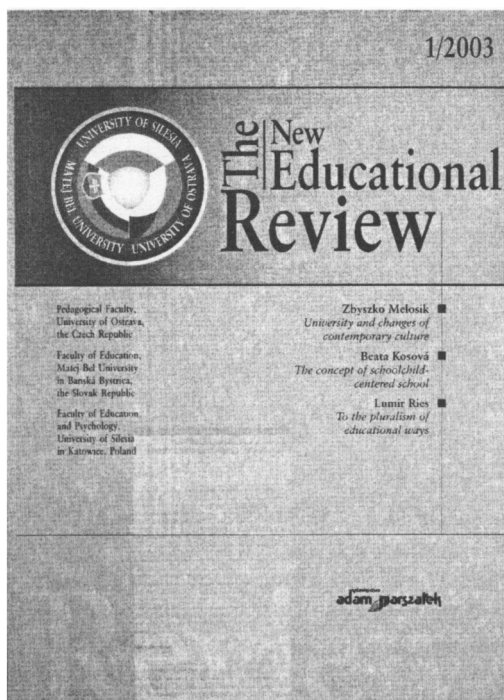 1/2003
UNIVERSITY OF SILESIA
UNIVERSITY OF OSTRAVA
MATEJ BEL UNIVERSITY
The New
Educational
Review
Pedagogical Faculty,
University of Ostrava,
the Czech Republic
Faculty of Education,
Matej Bel University
in Banská Bystrica,
the Slovak Republic
Faculty of Education
and Psychology,
University of Silesia
in Katowice, Poland
Zbyszko Melosik
University and changes of
contemporary culture
Beata Kosová
The concept of schoolchild-
centered school
Lumír Ries
To the pluralism of
educational ways
adam marszałek